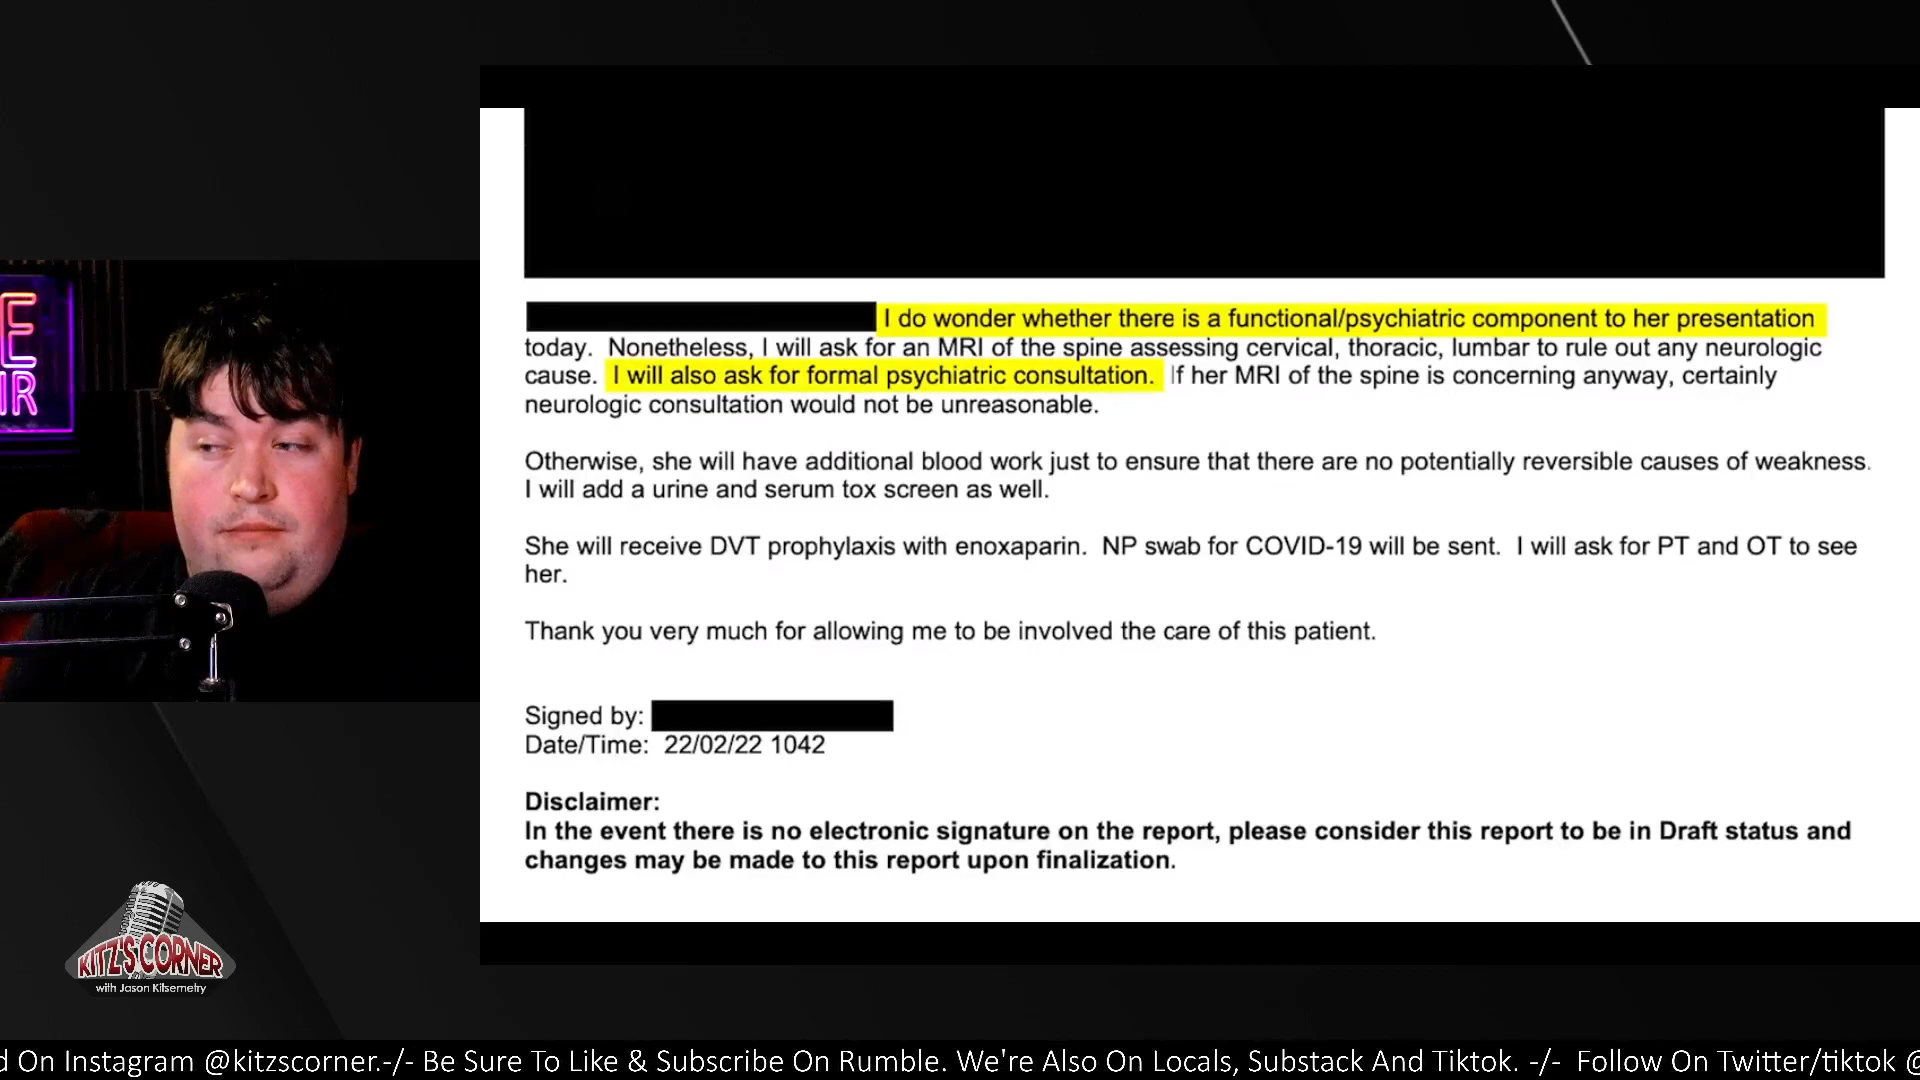 E
IR
I do wonder whether there is a functional/psychiatric component to her presentation
today. Nonetheless, I will ask for an MRI of the spine assessing cervical, thoracic, lumbar to rule out any neurologic
cause. I will also ask for formal psychiatric consultation. If her MRI of the spine is concerning anyway, certainly
neurologic consultation would not be unreasonable.
Otherwise, she will have additional blood work just to ensure that there are no potentially reversible causes of weakness.
I will add a urine and serum tox screen as well.
She will receive DVT prophylaxis with enoxaparin. NP swab for COVID-19 will be sent. I will ask for PT and OT to see
her.
Thank you very much for allowing me to be involved the care of this patient.
Signed by:
Date/Time: 22/02/22 1042
Disclaimer:
In the event there is no electronic signature on the report, please consider this report to be in Draft status and
changes may be made to this report upon finalization.
KITZ'S CORNER
with Jason Kitsemetry
d On Instagram @kitzscorner.-/- Be Sure To Like & Subscribe On Rumble. We're Also On Locals, Substack And Tiktok. -/- Follow On Twitter/tiktok @